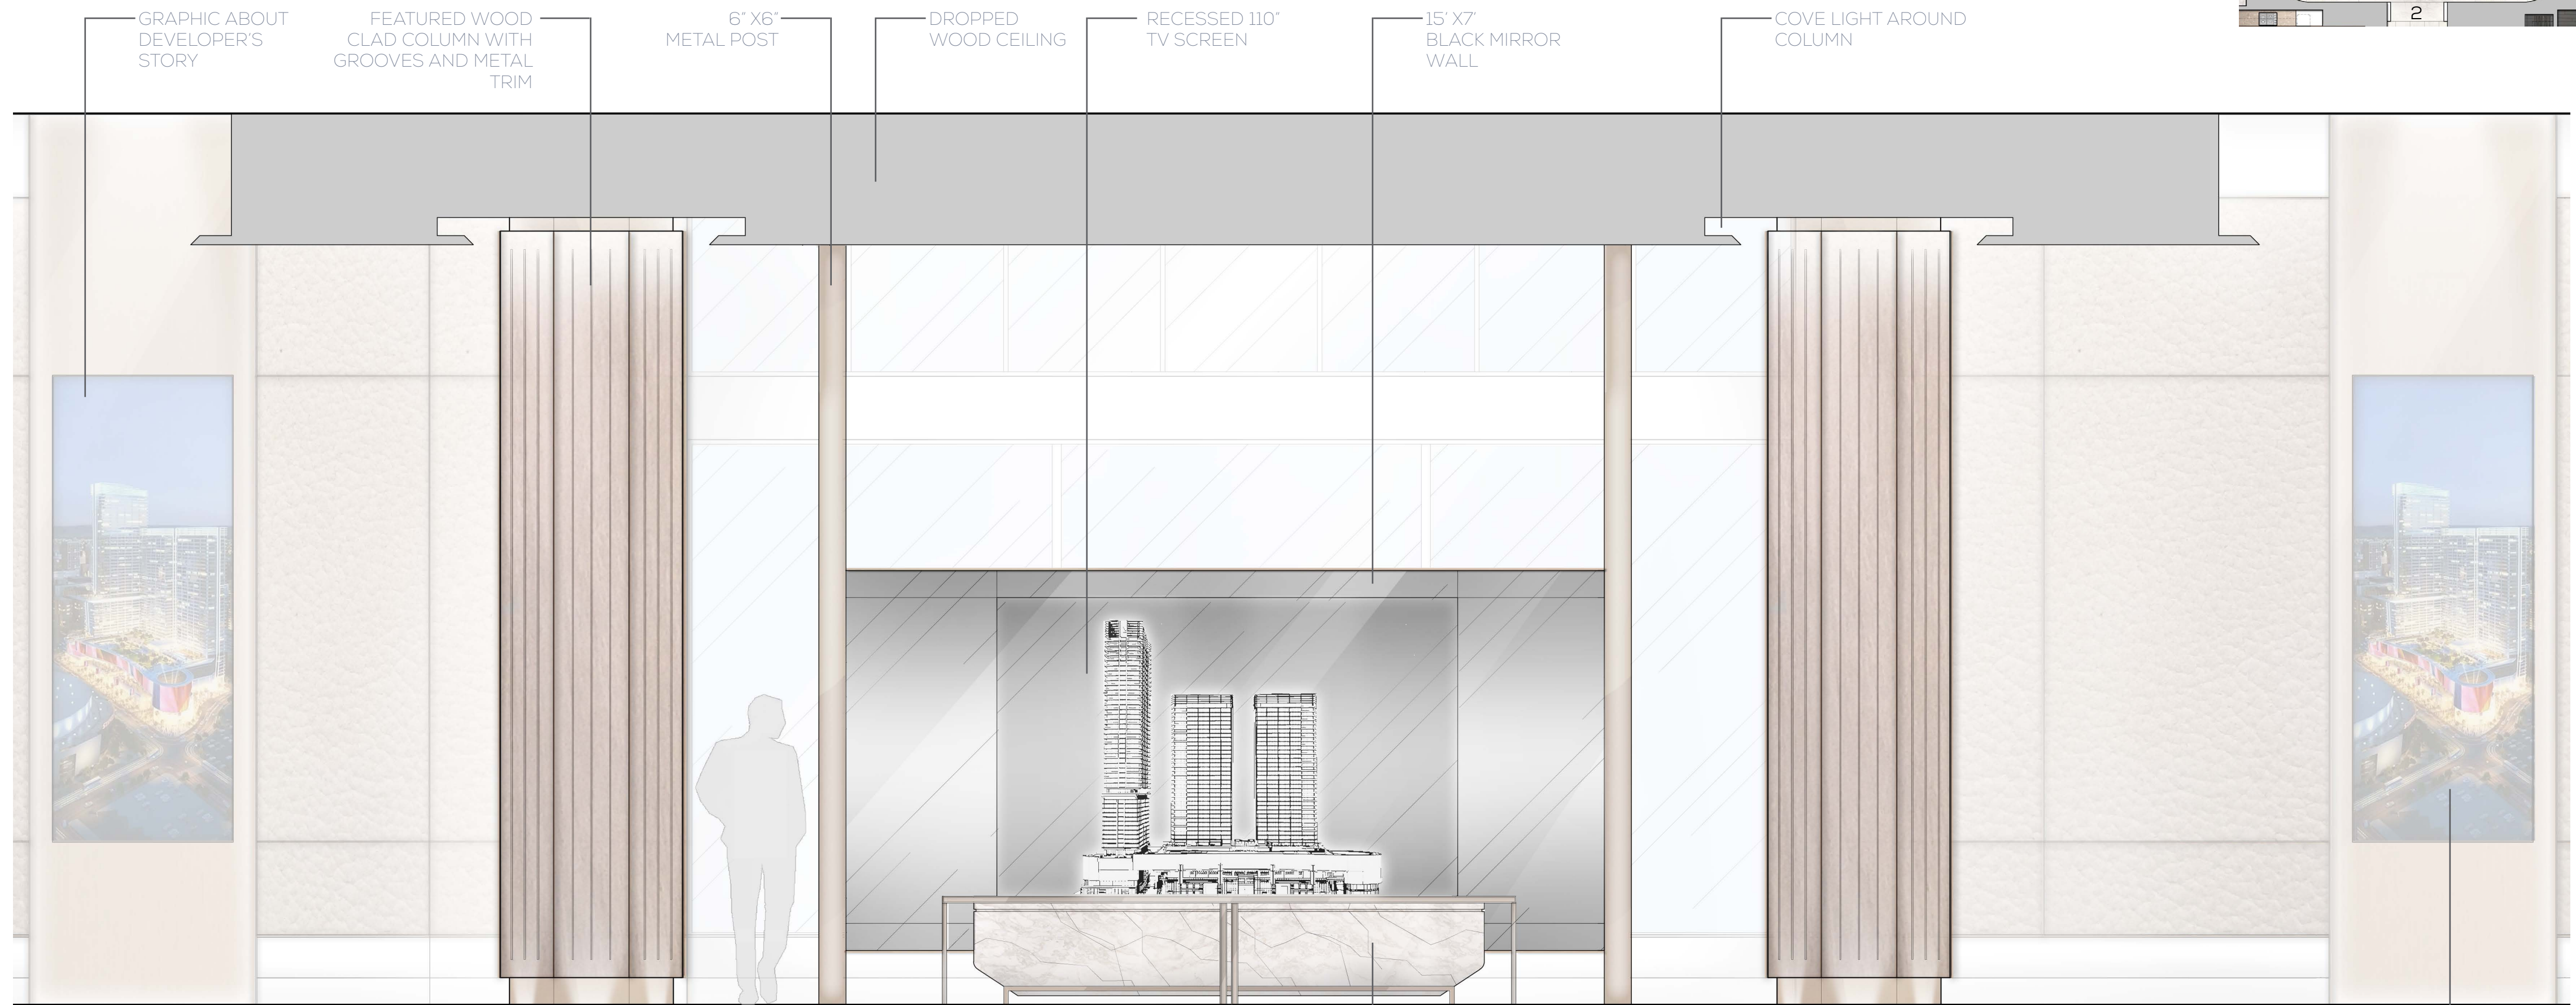 GRAPHIC ABOUT
DEVELOPER'S
STORY
FEATURED WOOD
CLAD COLUMN WITH
GROOVES AND METAL
TRIM
6" X6"
METAL POST
DROPPED
WOOD CEILING
RECESSED 110"
TV SCREEN
15' X7'
BLACK MIRROR
WALL
COVE LIGHT AROUND
COLUMN
2